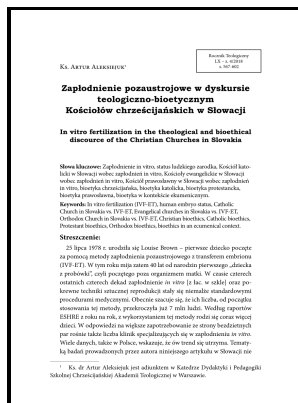 Rocznik Teologiczny
LX – z. 4/2018
s. 567-602
Ks. Artur Aleksiejuk¹
Zapłodnienie pozaustrojowe w dyskursie
teologiczno-bioetycznym
Kościołów chrześcijańskich w Słowacji
In vitro fertilization in the theological and bioethical
discourse of the Christian Churches in Slovakia
Słowa kluczowe: Zapłodnienie in vitro, status ludzkiego zarodka, Kościół kato-
licki w Słowacji wobec zapłodnień in vitro, Kościoły ewangelickie w Słowacji
wobec zapłodnień in vitro, Kościół prawosławny w Słowacji wobec zapłodnień
in vitro, bioetyka chrześcijańska, bioetyka katolicka, bioetyka protestancka,
bioetyka prawosławna, bioetyka w kontekście ekumenicznym.
Keywords: In vitro fertilization (IVF-ET), human embryo status, Catholic
Church in Slovakia vs. IVF-ET, Evangelical churches in Slovakia vs. IVF-ET,
Orthodox Church in Slovakia vs. IVF-ET, Christian bioethics, Catholic bioethics,
Protestant bioethics, Orthodox bioethics, bioethics in an ecumenical context.
Streszczenie:
25 lipca 1978 r. urodziła się Louise Brown – pierwsze dziecko poczęte
za pomocą metody zapłodnienia pozaustrojowego z transferem embrionu
(IVF-ET). W tym roku mija zatem 40 lat od narodzin pierwszego „dziecka
z probówki”, czyli poczętego poza organizmem matki. W czasie czterech
ostatnich czterech dekad zapłodnienie in vitro [z łac. w szkle] oraz po-
krewne techniki sztucznej reprodukcji stały się niemalże standardowymi
procedurami medycznymi. Obecnie szacuje się, że ich liczba, od początku
stosowania tej metody, przekroczyła już 7 mln ludzi. Według raportów
ESHRE z roku na rok, z wykorzystaniem tej metody rodzi się coraz więcej
dzieci. W odpowiedzi na większe zapotrzebowanie ze strony bezdzietnych
par rośnie także liczba klinik specjalizujących się w zapłodnieniu in vitro.
Wiele danych, także w Polsce, wskazuje, że ów trend się utrzyma. Tematy-
ką badań prowadzonych przez autora niniejszego artykułu w Słowacji nie
¹ Ks. dr Artur Aleksiejuk jest adiunktem w Katedrze Dydaktyki i Pedagogiki
Szkolnej Chrześcijańskiej Akademii Teologicznej w Warszawie.